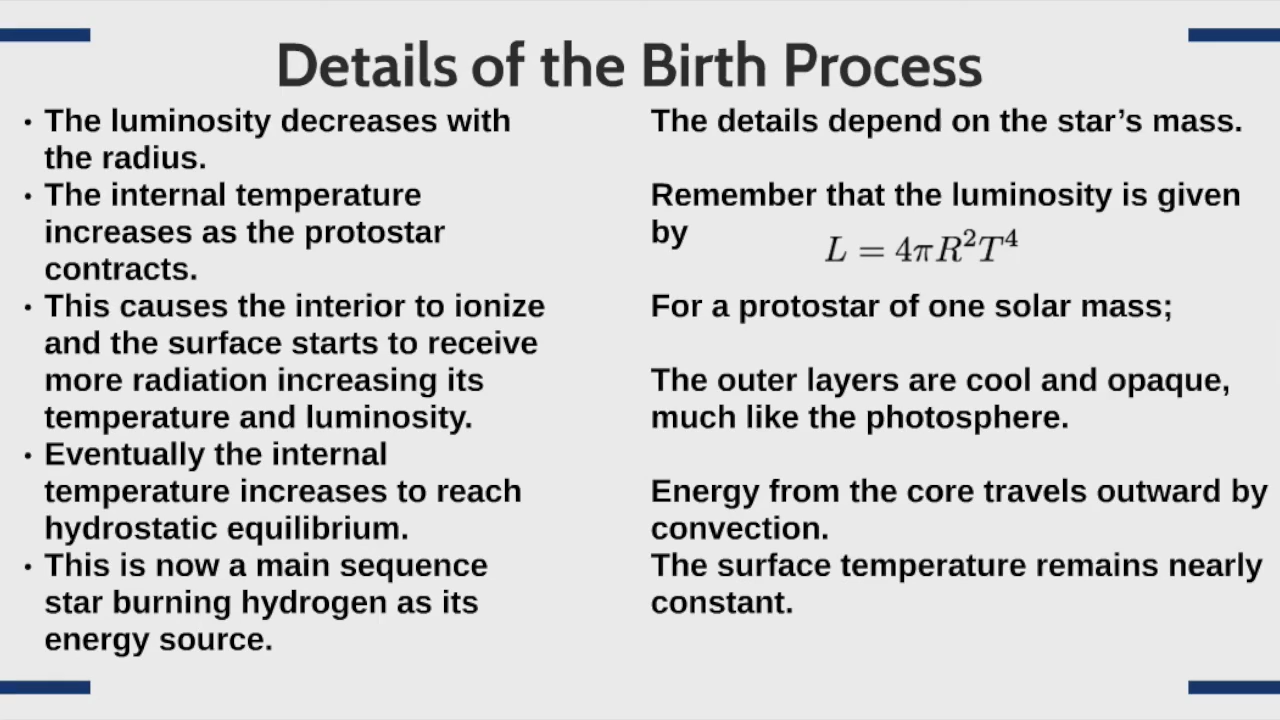 Details of the Birth Process
• The luminosity decreases with
the radius.
• The internal temperature
increases as the protostar
contracts.
• This causes the interior to ionize
and the surface starts to receive
more radiation increasing its
temperature and luminosity.
• Eventually the internal
temperature increases to reach
hydrostatic equilibrium.
• This is now a main sequence
star burning hydrogen as its
energy source.
The details depend on the star’s mass.
Remember that the luminosity is given
by L = 4πR²T⁴
For a protostar of one solar mass;
The outer layers are cool and opaque,
much like the photosphere.
Energy from the core travels outward by
convection.
The surface temperature remains nearly
constant.